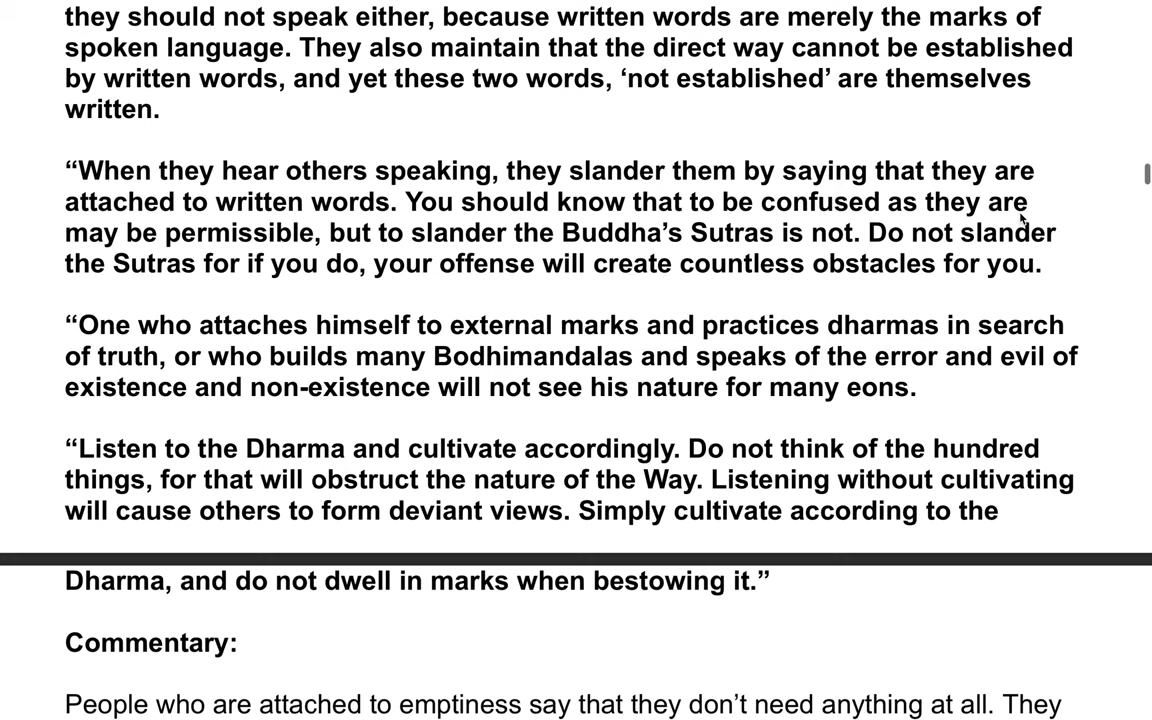 they should not speak either, because written words are merely the marks of
spoken language. They also maintain that the direct way cannot be established
by written words, and yet these two words, ‘not established’ are themselves
written.
“When they hear others speaking, they slander them by saying that they are
attached to written words. You should know that to be confused as they are
may be permissible, but to slander the Buddha’s Sutras is not. Do not slander
the Sutras for if you do, your offense will create countless obstacles for you.
“One who attaches himself to external marks and practices dharmas in search
of truth, or who builds many Bodhimandalas and speaks of the error and evil of
existence and non-existence will not see his nature for many eons.
“Listen to the Dharma and cultivate accordingly. Do not think of the hundred
things, for that will obstruct the nature of the Way. Listening without cultivating
will cause others to form deviant views. Simply cultivate according to the
Dharma, and do not dwell in marks when bestowing it.”
Commentary:
People who are attached to emptiness say that they don’t need anything at all. They